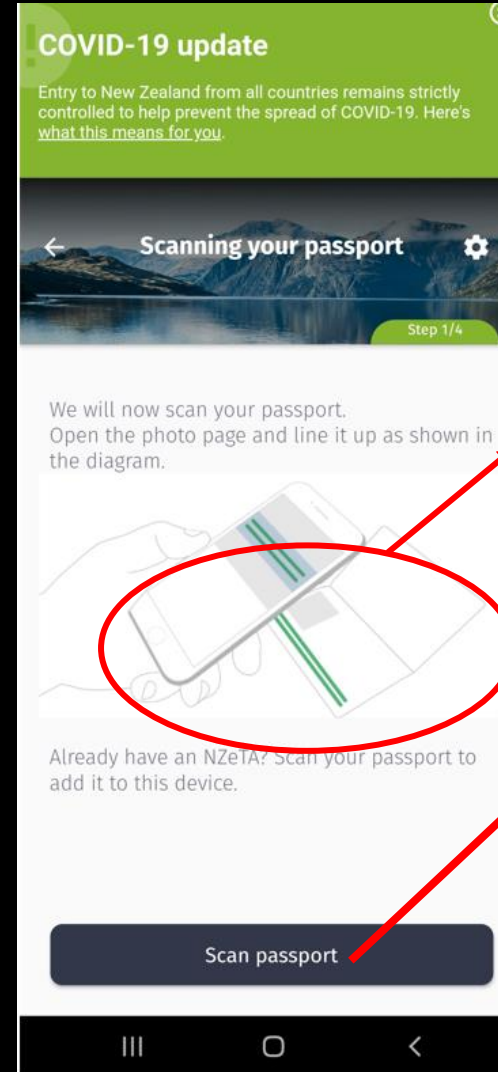 COVID-19 update
Entry to New Zealand from all countries remains strictly
controlled to help prevent the spread of COVID-19. Here's
what this means for you.
Scanning your passport
Step 1/4
We will now scan your passport.
Open the photo page and line it up as shown in
the diagram.
Already have an NZeTA? Scan your passport to
add it to this device.
Scan passport